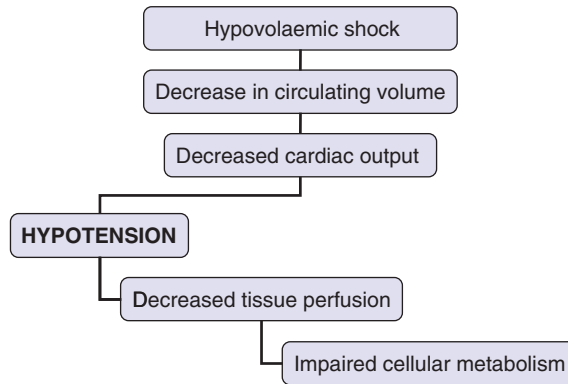 Hypovolaemic shock
Decrease in circulating volume
Decreased cardiac output
HYPOTENSION
Decreased tissue perfusion
Impaired cellular metabolism